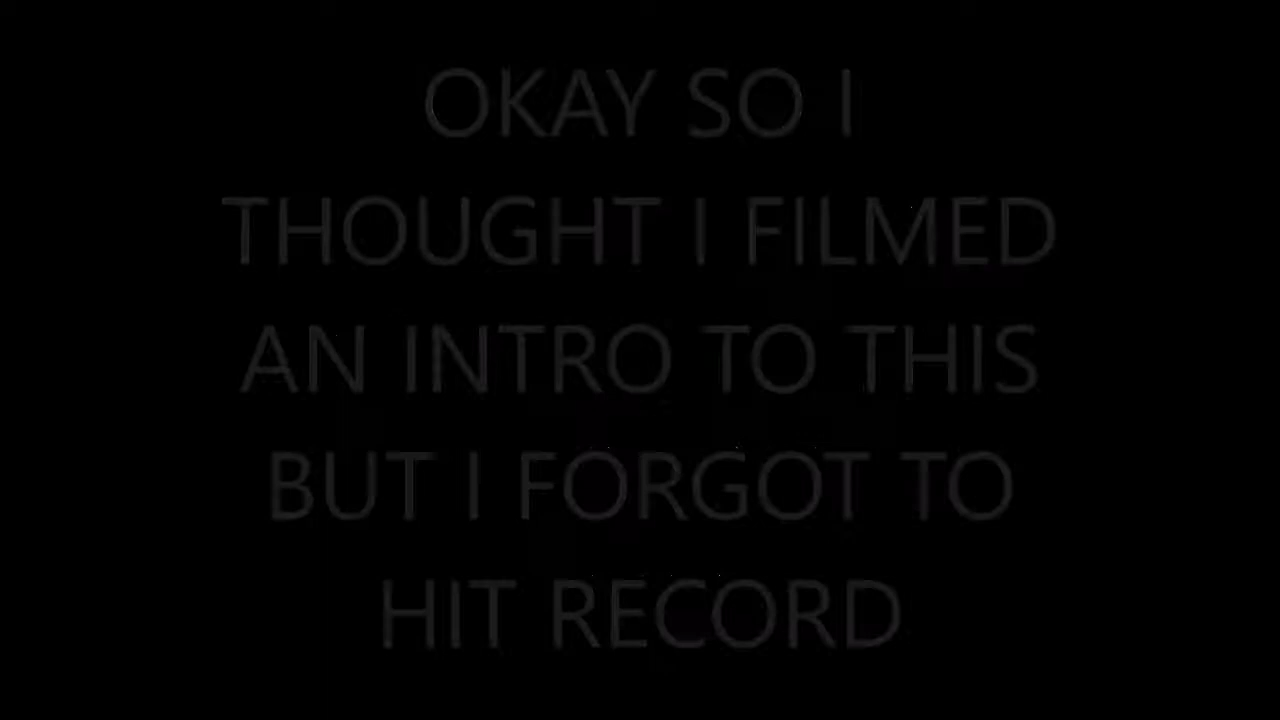 OKAY SO I
THOUGHT I FILMED
AN INTRO TO THIS
BUT I FORGOT TO
HIT RECORD